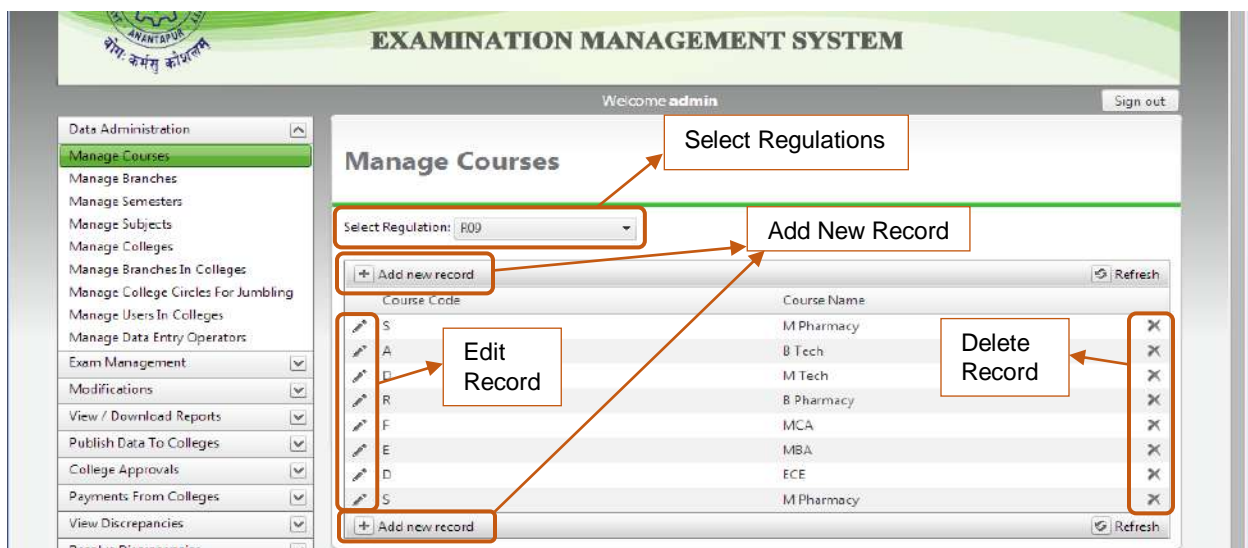 ANANTAPUR
योगः कर्मसु कौशलम्
EXAMINATION MANAGEMENT SYSTEM
Welcome admin
Sign out
Data Administration
Manage Courses
Manage Branches
Manage Semesters
Manage Subjects
Manage Colleges
Manage Branches In Colleges
Manage College Circles For Jumbling
Manage Users In Colleges
Manage Data Entry Operators
Exam Management
Modifications
View / Download Reports
Publish Data To Colleges
College Approvals
Payments From Colleges
View Discrepancies
Manage Courses
Select Regulations
Select Regulation: R09
Add New Record
Add new record
Refresh
Course Code Course Name
S M Pharmacy
A B Tech
D M Tech
R B Pharmacy
F MCA
E MBA
D ECE
S M Pharmacy
Edit
Record
Delete
Record
Add new record
Refresh